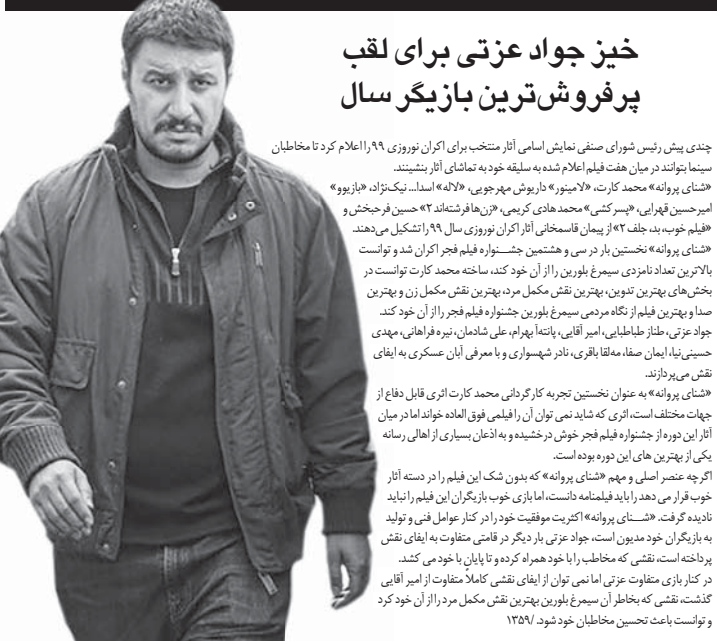 خیز جواد عزتی برای لقب
پرفروش‌ترین بازیگر سال
چندی پیش رئیس شورای صنفی نمایش اسامی آثار منتخب برای اکران نوروزی ۹۹ را اعلام کرد تا مخاطبان
سینما بتوانند در میان هفت فیلم اعلام شده به سلیقه خود به تماشای آثار بنشینند.
«شنای پروانه» محمد کارت، «لامینور» داریوش مهرجویی، «لاله» اسدا... نیک‌نژاد، «بازیوو»
امیرحسین قهرایی، «پسرکشی» محمدهادی کریمی، «زن‌ها فرشته‌اند ۲» حسین فرحبخش و
«فیلم خوب، بد، جلف ۲» از پیمان قاسمخانی آثار اکران نوروزی سال ۹۹ را تشکیل می‌دهند.
«شنای پروانه» نخستین بار در سی و هشتمین جشنواره فیلم فجر اکران شد و توانست
بالاترین تعداد نامزدی سیمرغ بلورین را از آن خود کند، ساخته محمد کارت توانست در
بخش‌های بهترین تدوین، بهترین نقش مکمل مرد، بهترین نقش مکمل زن و بهترین
صدا و بهترین فیلم از نگاه مردمی سیمرغ بلورین جشنواره فیلم فجر را از آن خود کند.
جواد عزتی، طناز طباطبایی، امیر آقایی، پانته‌آ بهرام، علی شادمان، نیره فراهانی، مهدی
حسینی‌نیا، ایمان صفا، مه‌لقا باقری، نادر شهسواری و با معرفی آبان عسکری به ایفای
نقش می‌پردازند.
«شنای پروانه» به عنوان نخستین تجربه کارگردانی محمد کارت اثری قابل دفاع از
جهات مختلف است، اثری که شاید نمی توان آن را فیلمی فوق العاده خواند اما در میان
آثار این دوره از جشنواره فیلم فجر خوش درخشیده و به اذعان بسیاری از اهالی رسانه
یکی از بهترین های این دوره بوده است.
اگرچه عنصر اصلی و مهم «شنای پروانه» که بدون شک این فیلم را در دسته آثار
خوب قرار می دهد را باید فیلمنامه دانست، اما بازی خوب بازیگران این فیلم را نباید
نادیده گرفت. «شنای پروانه» اکثریت موفقیت خود را در کنار عوامل فنی و تولید
به بازیگران خود مدیون است، جواد عزتی بار دیگر در قامتی متفاوت به ایفای نقش
پرداخته است، نقشی که مخاطب را با خود همراه کرده و تا پایان با خود می کشد.
در کنار بازی متفاوت عزتی اما نمی توان از ایفای نقشی کاملا متفاوت از امیر آقایی
گذشت، نقشی که بخاطر آن سیمرغ بلورین بهترین نقش مکمل مرد را از آن خود کرد
و توانست باعث تحسین مخاطبان خود شود. /۱۳۵۹